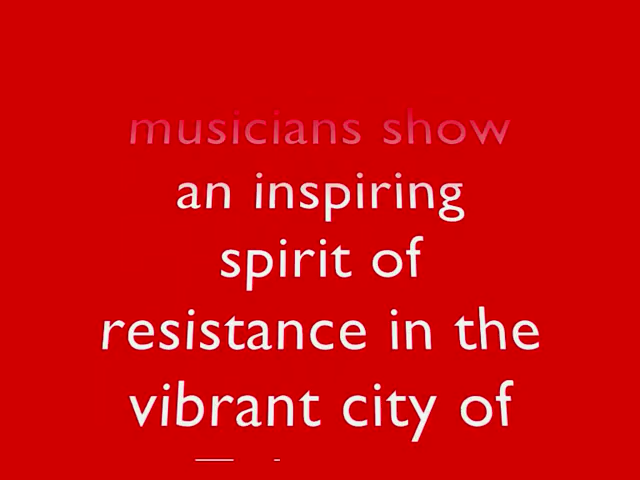 musicians show
an inspiring
spirit of
resistance in the
vibrant city of